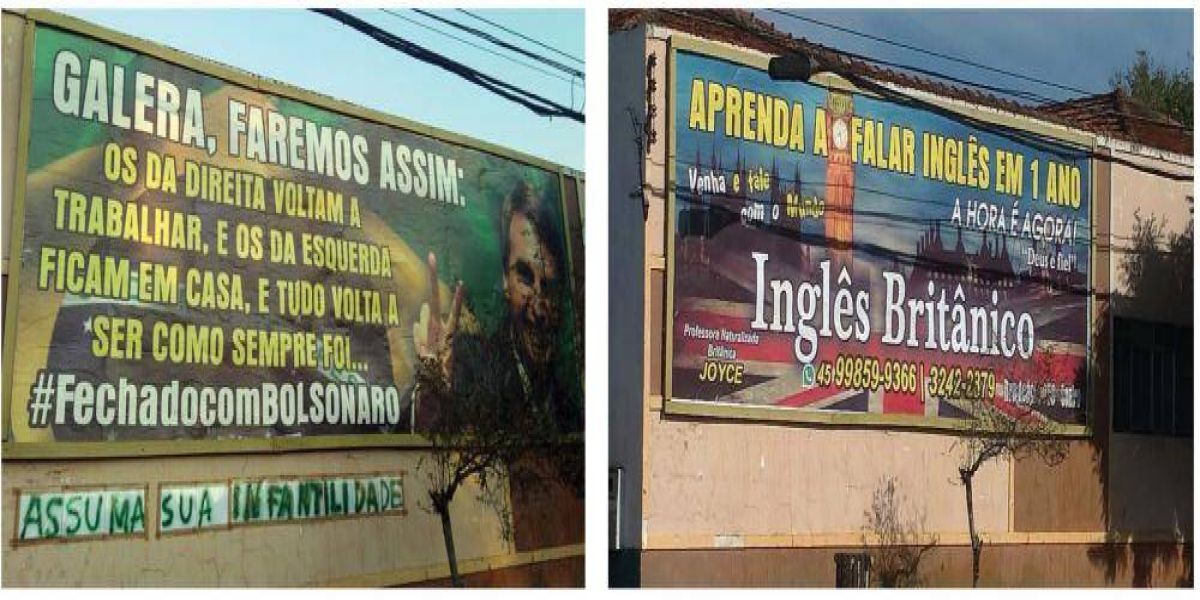 GALERA, FAREMOS ASSIM:
OS DA DIREITA VOLTAM A
TRABALHAR, E OS DA ESQUERDA
FICAM EM CASA, E TUDO VOLTA A
SER COMO SEMPRE FOI...
#FechadocomBOLSONARO
ASSUMA SUA INFANTILIDADE
APRENDA A FALAR INGLÊS EM 1 ANO
Venha e fale
com o Mundo
A HORA É AGORA!
"Deus é fiel"
Inglês Britânico
Professora Naturalizada
Britânica
JOYCE
45 99859-9366 | 3242-2379